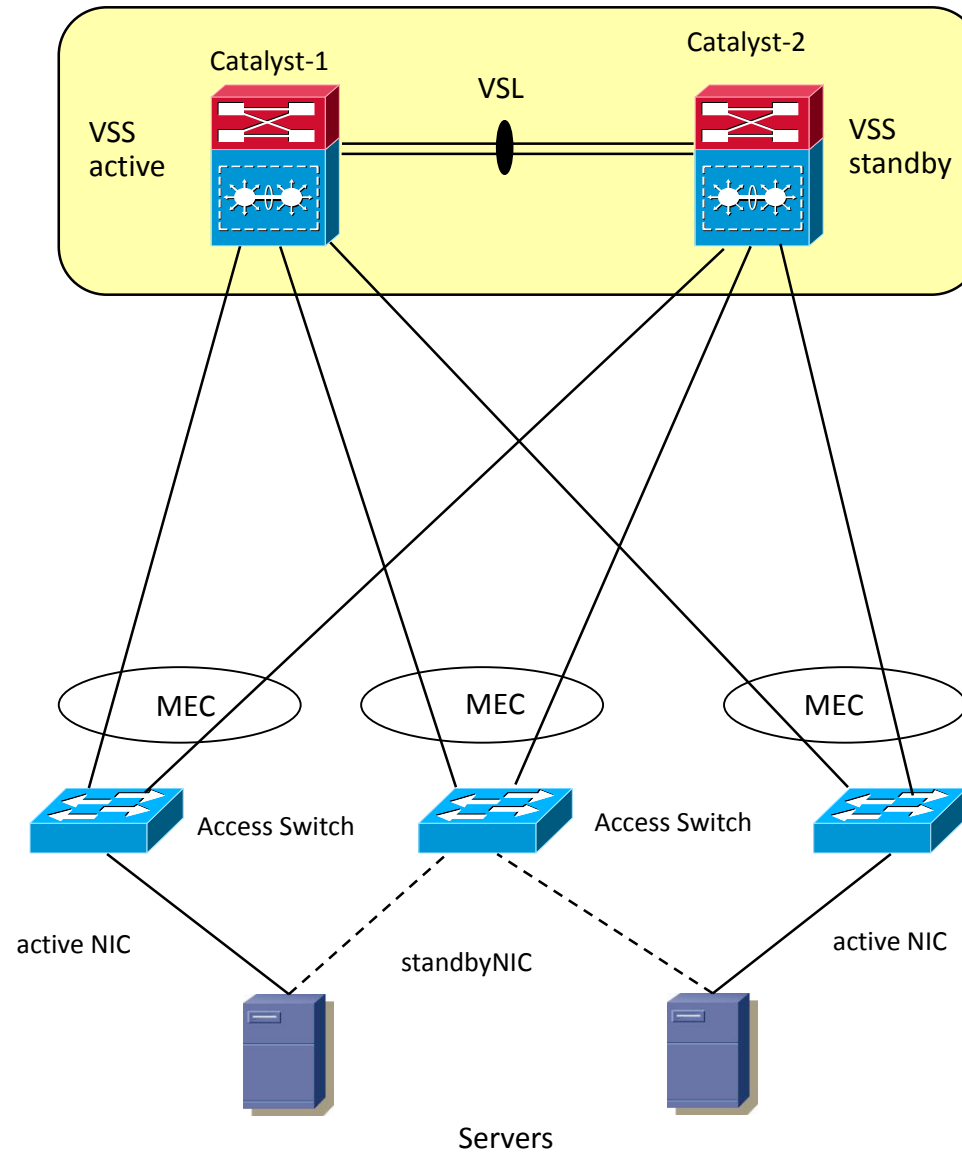 Catalyst-1
Catalyst-2
VSL
VSS
active
VSS
standby
MEC
MEC
MEC
Access Switch
Access Switch
active NIC
standbyNIC
active NIC
Servers